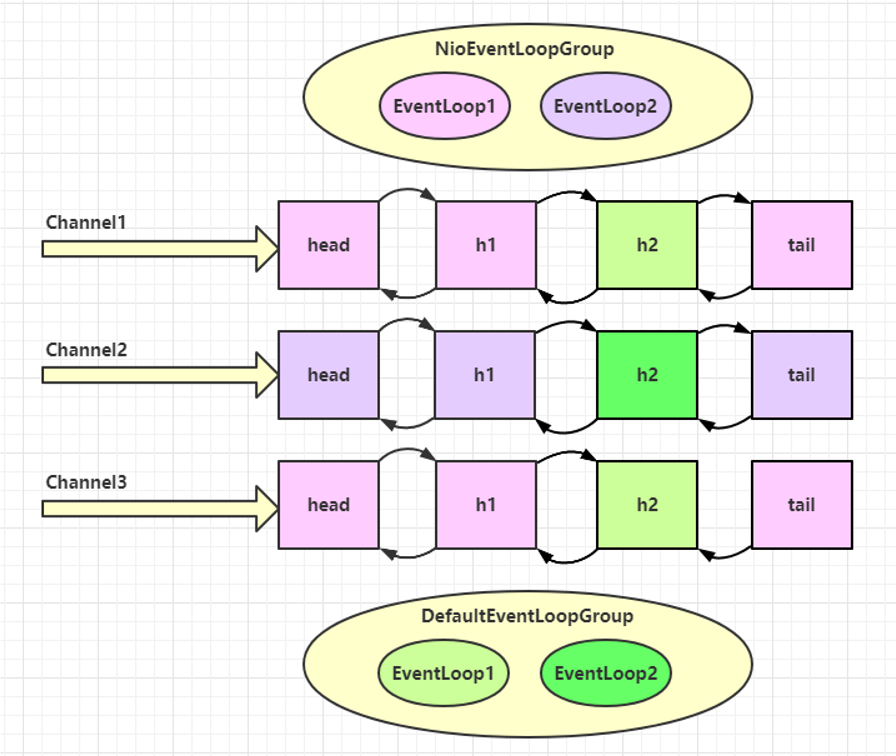 NioEventLoopGroup
EventLoop1 EventLoop2
Channel1
head h1 h2 tail
Channel2
head h1 h2 tail
Channel3
head h1 h2 tail
DefaultEventLoopGroup
EventLoop1 EventLoop2